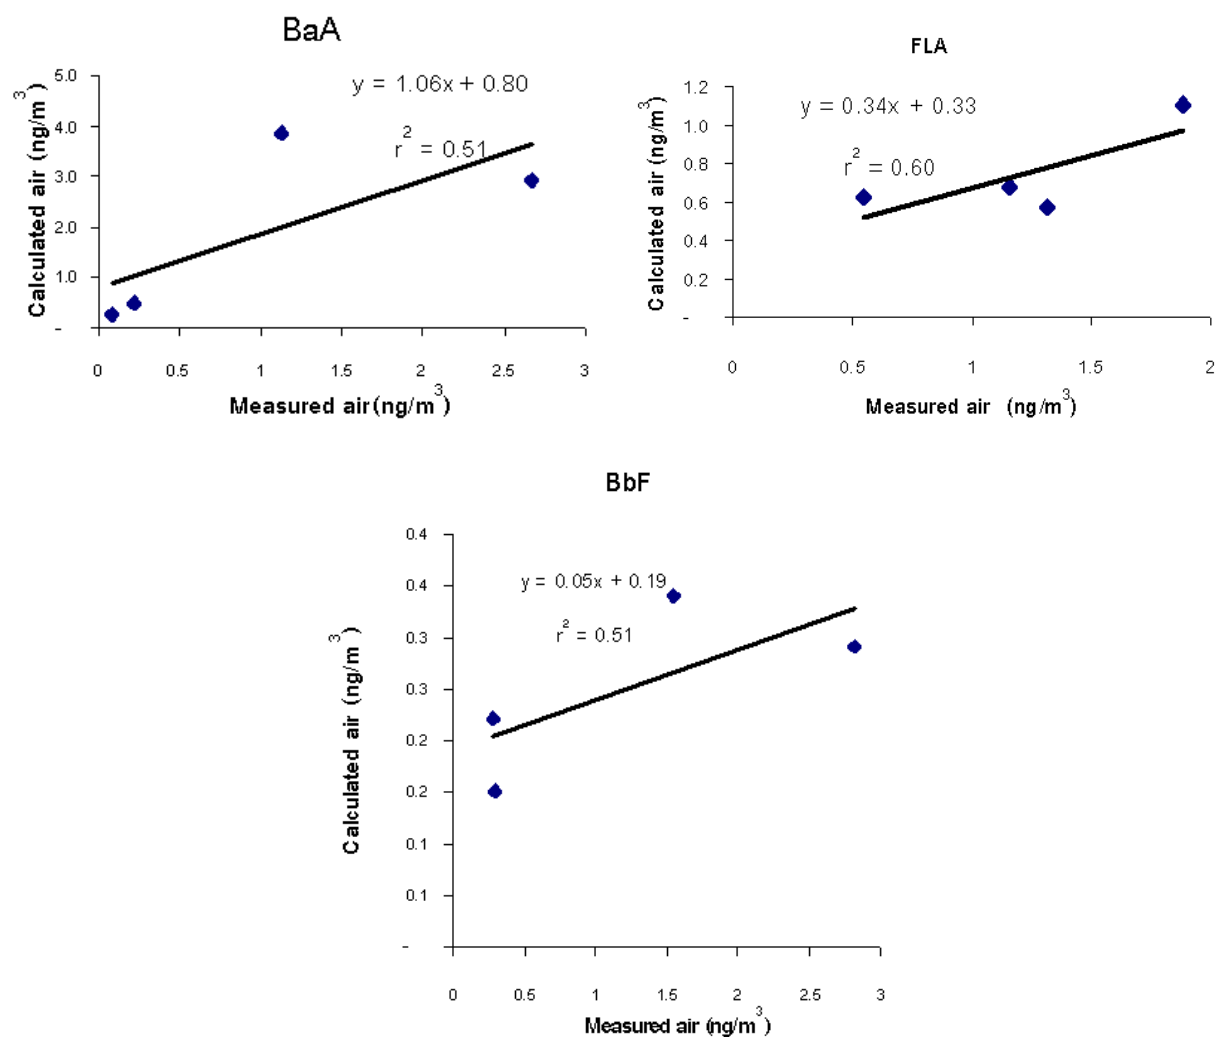 BaA
y = 1.06x + 0.80
r² = 0.51
5.0
4.0
3.0
2.0
1.0
-
0 0.5 1 1.5 2 2.5 3
Calculated air (ng/m³)
Measured air (ng/m³)
FLA
y = 0.34x + 0.33
r² = 0.60
1.2
1.0
0.8
0.6
0.4
0.2
-
0 0.5 1 1.5 2
Calculated air (ng/m³)
Measured air (ng/m³)
BbF
y = 0.05x + 0.19
r² = 0.51
0.4
0.4
0.3
0.3
0.2
0.2
0.1
0.1
-
0 0.5 1 1.5 2 2.5 3
Calculated air (ng/m³)
Measured air (ng/m³)